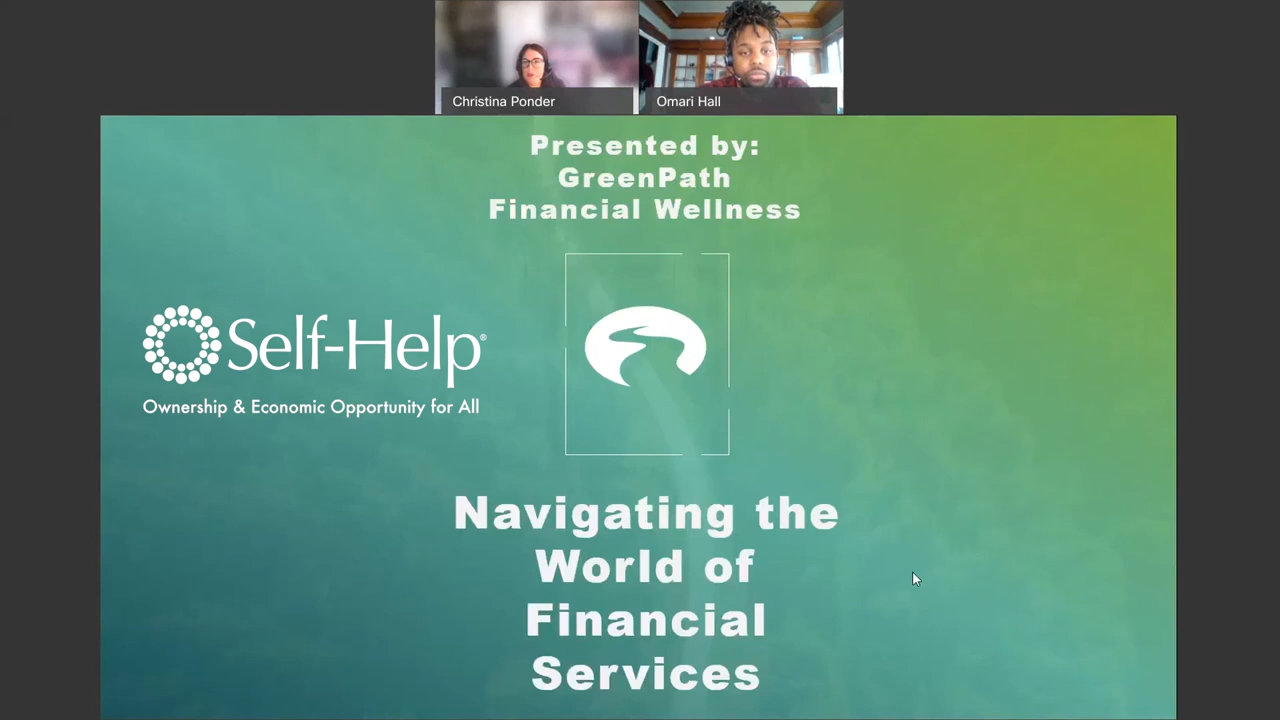 Christina Ponder
Omari Hall
Presented by:
GreenPath
Financial Wellness
Self-Help®
Ownership & Economic Opportunity for All
Navigating the
World of
Financial
Services